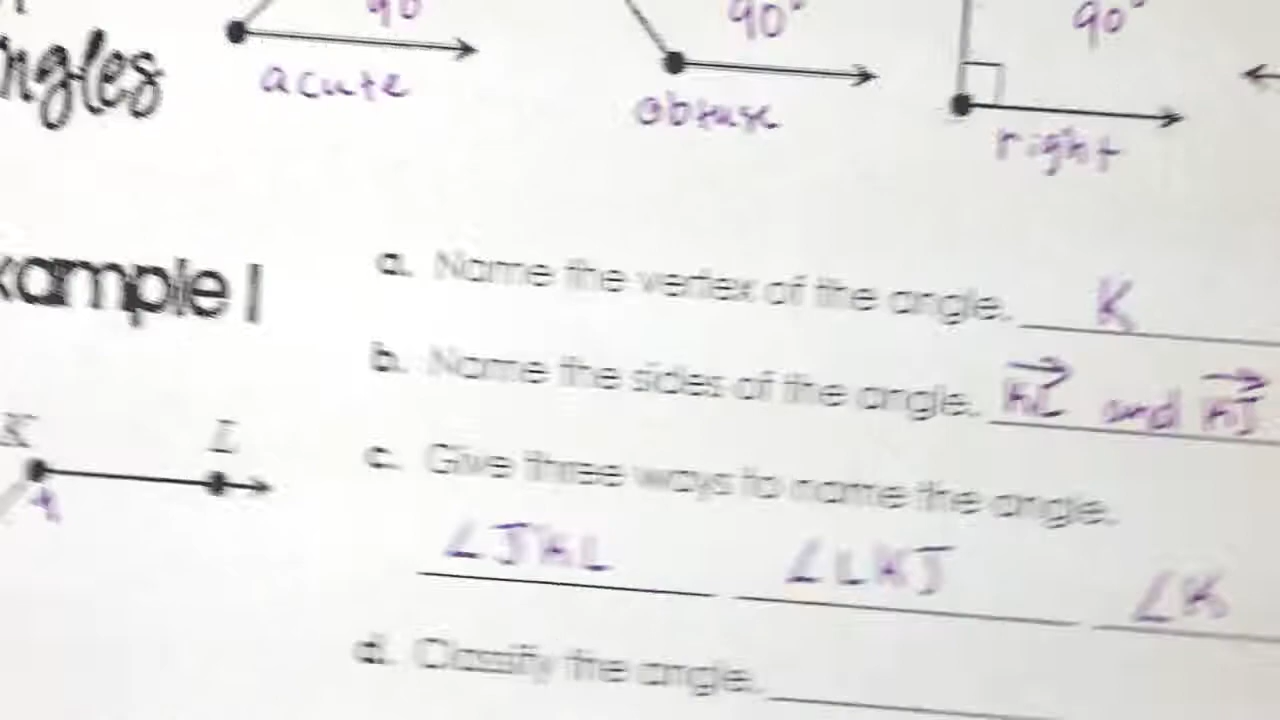 90° 90° 90°
ngles
acute obtuse right
xample 1
a. Name the vertex of the angle. K
b. Name the sides of the angle. KL and KJ
K L
c. Give three ways to name the angle.
∠JKL ∠LKJ ∠K
d. Classify the angle.